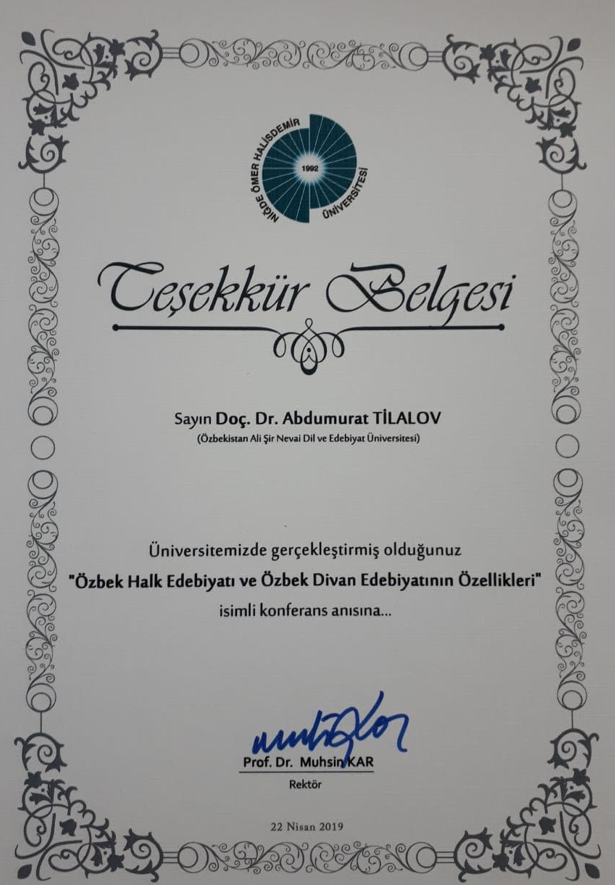 NİĞDE ÖMER HALİSDEMİR
ÜNİVERSİTESİ
1992
Teşekkür Belgesi
Sayın Doç. Dr. Abdumurat TİLALOV
(Özbekistan Ali Şir Nevai Dil ve Edebiyat Üniversitesi)
Üniversitemizde gerçekleştirmiş olduğunuz
"Özbek Halk Edebiyatı ve Özbek Divan Edebiyatının Özellikleri"
isimli konferans anısına...
Prof. Dr. Muhsin KAR
Rektör
22 Nisan 2019